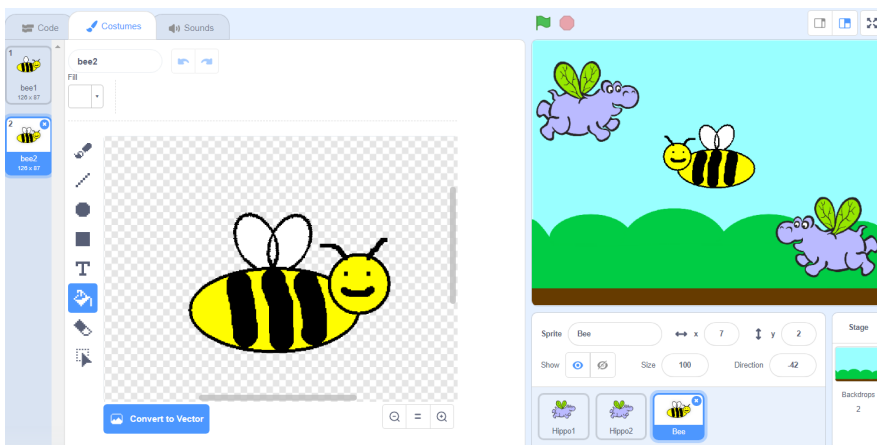 Code Costumes Sounds
1
bee1
126 x 87
2
bee2
126 x 87
bee2
Fill
T
Convert to Vector
Sprite Bee x 7 y 2
Show Size 100 Direction -42
Hippo1 Hippo2 Bee
Stage
Backdrops
2